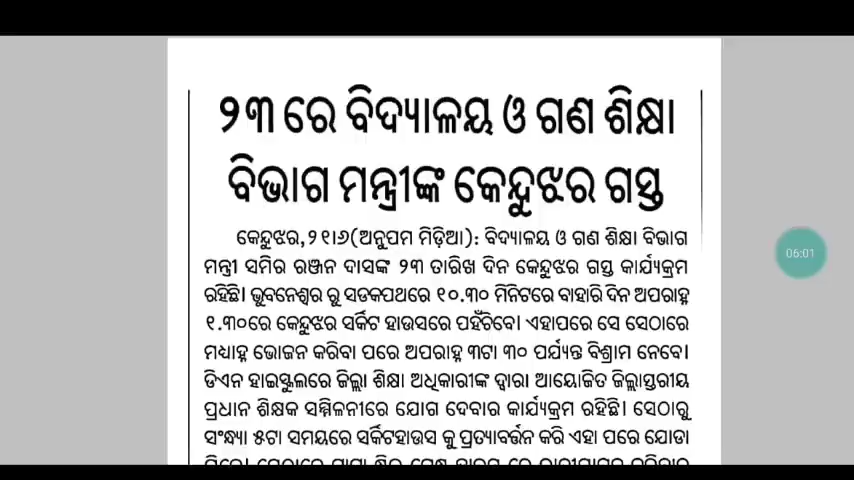 ୨୩ ରେ ବିଦ୍ୟାଳୟ ଓ ଗଣ ଶିକ୍ଷା
ବିଭାଗ ମନ୍ତ୍ରୀଙ୍କ କେନ୍ଦୁଝର ଗସ୍ତ
କେନ୍ଦୁଝର,୨୧।୬(ଅନୁପମ ମିଡ଼ିଆ): ବିଦ୍ୟାଳୟ ଓ ଗଣ ଶିକ୍ଷା ବିଭାଗ
ମନ୍ତ୍ରୀ ସମିର ରଞ୍ଜନ ଦାସଙ୍କ ୨୩ ତାରିଖ ଦିନ କେନ୍ଦୁଝର ଗସ୍ତ କାର୍ଯ୍ୟକ୍ରମ
ରହିଛି। ଭୁବନେଶ୍ୱର ରୁ ସଡକପଥରେ ୧୦.୩୦ ମିନିଟରେ ବାହାରି ଦିନ ଅପରାହ୍ନ
୧.୩୦ରେ କେନ୍ଦୁଝର ସର୍କିଟ ହାଉସରେ ପହଁଚିବେ। ଏହାପରେ ସେ ସେଠାରେ
ମଧ୍ୟାହ୍ନ ଭୋଜନ କରିବା ପରେ ଅପରାହ୍ନ ୩ଟା ୩୦ ପର୍ଯ୍ୟନ୍ତ ବିଶ୍ରାମ ନେବେ।
ଡିଏନ ହାଇସ୍କୁଲରେ ଜିଲ୍ଲା ଶିକ୍ଷା ଅଧିକାରୀଙ୍କ ଦ୍ୱାରା ଆୟୋଜିତ ଜିଲ୍ଲାସ୍ତରୀୟ
ପ୍ରଧାନ ଶିକ୍ଷକ ସମ୍ମିଳନୀରେ ଯୋଗ ଦେବାର କାର୍ଯ୍ୟକ୍ରମ ରହିଛି। ସେଠାରୁ
ସଂନ୍ଧ୍ୟା ୫ଟା ସମୟରେ ସର୍କିଟହାଉସ କୁ ପ୍ରତ୍ୟାବର୍ତ୍ତନ କରି ଏହା ପରେ ଯୋଡା
06:01